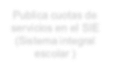 Publica cuotas de
servicios en el SIE
(Sistema integral
escolar )